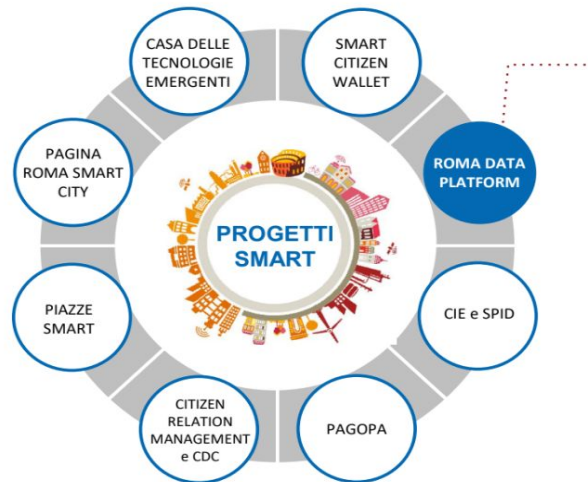 CASA DELLE
TECNOLOGIE
EMERGENTI
SMART
CITIZEN
WALLET
ROMA DATA
PLATFORM
CIE e SPID
PAGOPA
CITIZEN
RELATION
MANAGEMENT
e CDC
PIAZZE
SMART
PAGINA
ROMA SMART
CITY
PROGETTI
SMART